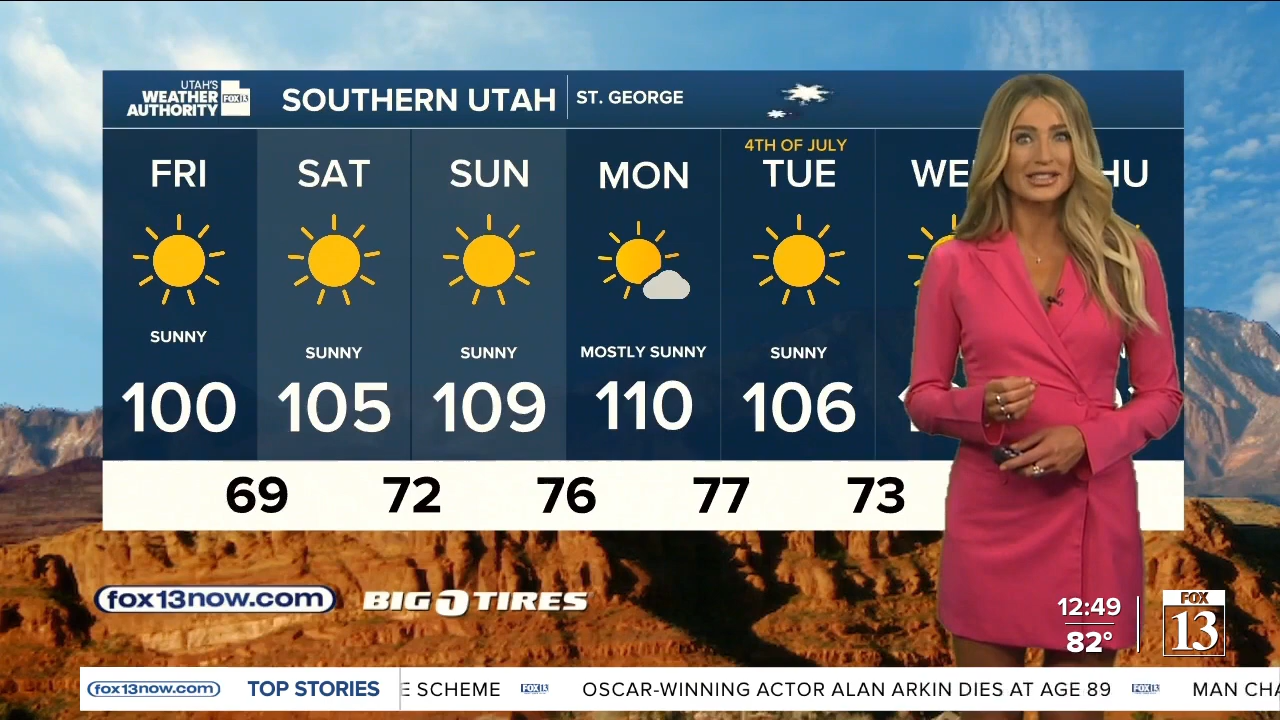 UTAH'S
WEATHER
AUTHORITY
FOX 13
SOUTHERN UTAH
ST. GEORGE
4TH OF JULY
FRI
SAT
SUN
MON
TUE
WE
HU
SUNNY
SUNNY
SUNNY
MOSTLY SUNNY
SUNNY
100
105
109
110
106
69
72
76
77
73
fox13now.com
BIG O TIRES
12:49
82°
FOX
13
fox13now.com
TOP STORIES
E SCHEME
FOX 13
OSCAR-WINNING ACTOR ALAN ARKIN DIES AT AGE 89
FOX 13
MAN CHA